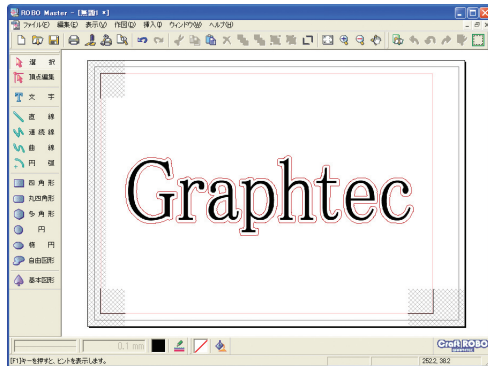 ROBO Master - [無題1 *]
ファイル(F) 編集(E) 表示(V) 作図(D) 挿入(I) ウィンドウ(W) ヘルプ(H)
選択
頂点編集
文字
直線
連続線
曲線
円弧
四角形
丸四角形
多角形
円
楕円
自由図形
基本図形
Graphtec
0.1 mm
Craft ROBO
[F1]キーを押すと、ヒントを表示します。
252.2, 38.2